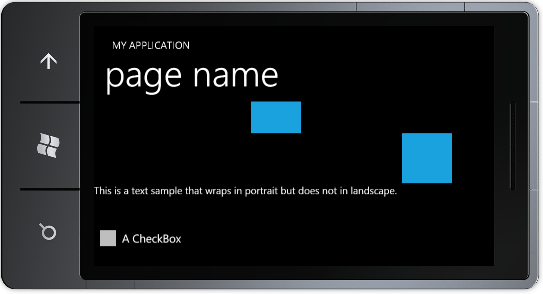 MY APPLICATION
page name
This is a text sample that wraps in portrait but does not in landscape.
A CheckBox